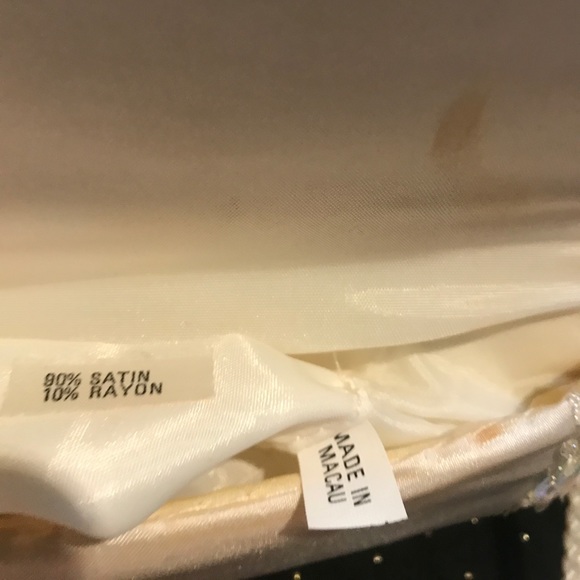 90% SATIN
10% RAYON
MADE IN
MACAU